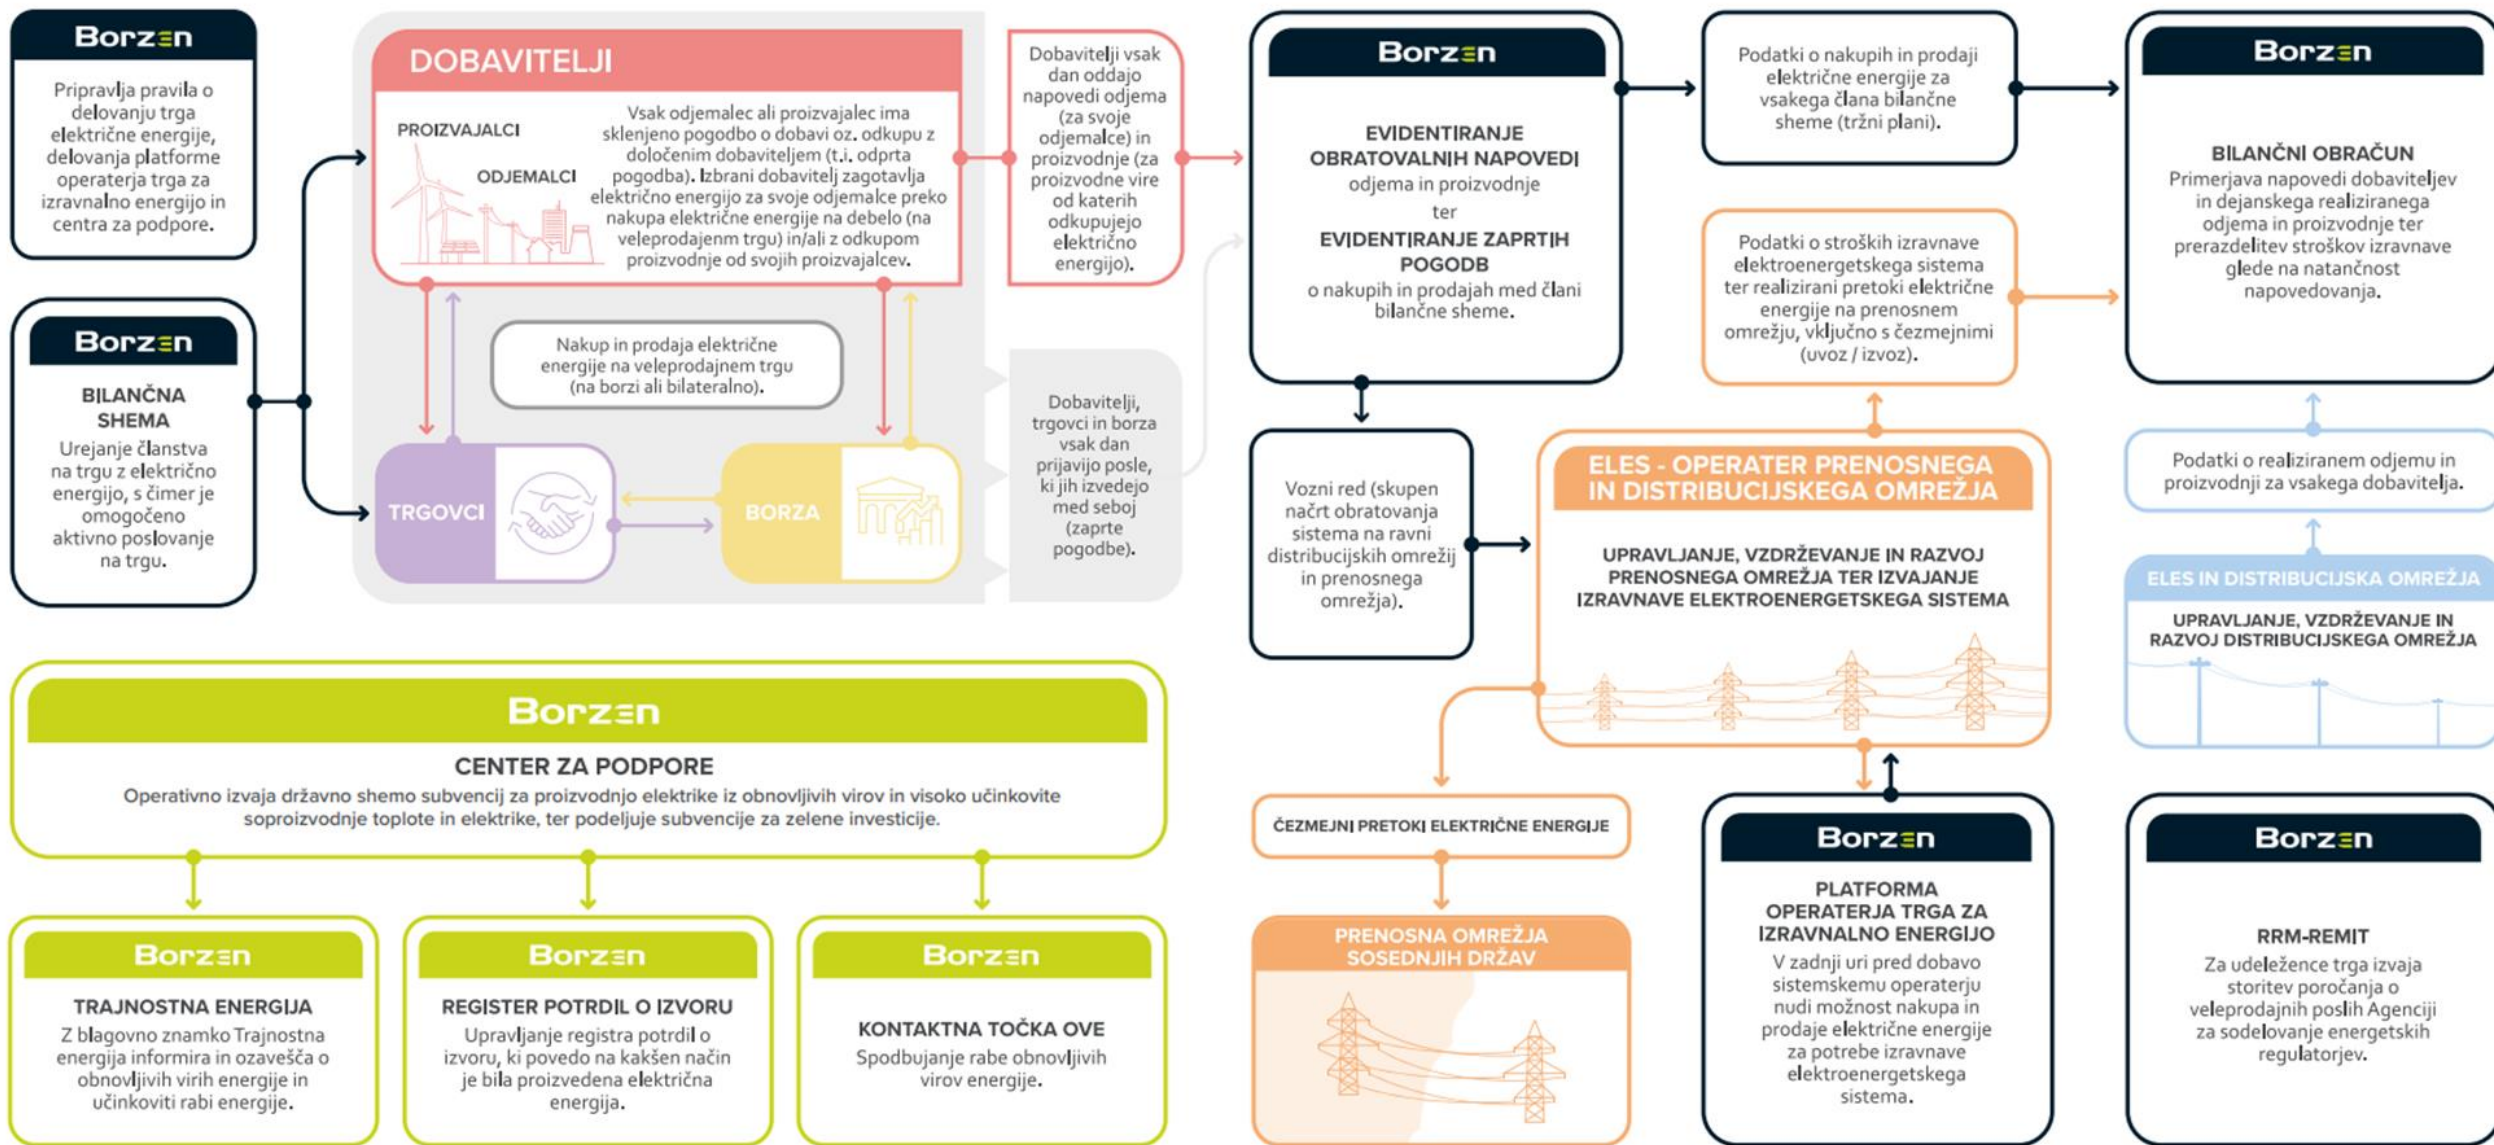 Borzen
Pripravlja pravila o
delovanju trga
električne energije,
delovanja platforme
operaterja trga za
izravnalno energijo in
centra za podpore.
Borzen
BILANČNA
SHEMA
Urejanje članstva
na trgu z električno
energijo, s čimer je
omogočeno
aktivno poslovanje
na trgu.
DOBAVITELJI
PROIZVAJALCI
ODJEMALCI
Vsak odjemalec ali proizvajalec ima
sklenjeno pogodbo o dobavi oz. odkupu z
določenim dobaviteljem (t.i. odprta
pogodba). Izbrani dobavitelj zagotavlja
električno energijo za svoje odjemalce preko
nakupa električne energije na debelo (na
veleprodajenm trgu) in/ali z odkupom
proizvodnje od svojih proizvajalcev.
Nakup in prodaja električne
energije na veleprodajnem trgu
(na borzi ali bilateralno).
TRGOVCI
BORZA
Dobavitelji vsak
dan oddajo
napovedi odjema
(za svoje
odjemalce) in
proizvodnje (za
proizvodne vire
od katerih
odkupujejo
električno
energijo).
Dobavitelji,
trgovci in borza
vsak dan
prijavijo posle,
ki jih izvedejo
med seboj
(zaprte
pogodbe).
Borzen
EVIDENTIRANJE
OBRATOVALNIH NAPOVEDI
odjema in proizvodnje
ter
EVIDENTIRANJE ZAPRTIH
POGODB
o nakupih in prodajah med člani
bilančne sheme.
Podatki o nakupih in prodaji
električne energije za
vsakega člana bilančne
sheme (tržni plani).
Podatki o stroških izravnave
elektroenergetskega sistema
ter realizirani pretoki električne
energije na prenosnem
omrežju, vključno s čezmejnimi
(uvoz / izvoz).
Borzen
BILANČNI OBRAČUN
Primerjava napovedi dobaviteljev
in dejanskega realiziranega
odjema in proizvodnje ter
prerazdelitev stroškov izravnave
glede na natančnost
napovedovanja.
Vozni red (skupen
načrt obratovanja
sistema na ravni
distribucijskih omrežij
in prenosnega
omrežja).
ELES - OPERATER PRENOSNEGA
IN DISTRIBUCIJSKEGA OMREŽJA
UPRAVLJANJE, VZDRŽEVANJE IN RAZVOJ
PRENOSNEGA OMREŽJA TER IZVAJANJE
IZRAVNAVE ELEKTROENERGETSKEGA SISTEMA
Podatki o realiziranem odjemu in
proizvodnji za vsakega dobavitelja.
ELES IN DISTRIBUCIJSKA OMREŽJA
UPRAVLJANJE, VZDRŽEVANJE IN
RAZVOJ DISTRIBUCIJSKEGA OMREŽJA
Borzen
CENTER ZA PODPORE
Operativno izvaja državno shemo subvencij za proizvodnjo elektrike iz obnovljivih virov in visoko učinkovite
soproizvodnje toplote in elektrike, ter podeljuje subvencije za zelene investicije.
Borzen
TRAJNOSTNA ENERGIJA
Z blagovno znamko Trajnostna
energija informira in ozavešča o
obnovljivih virih energije in
učinkoviti rabi energije.
Borzen
REGISTER POTRDIL O IZVORU
Upravljanje registra potrdil o
izvoru, ki povedo na kakšen način
je bila proizvedena električna
energija.
Borzen
KONTAKTNA TOČKA OVE
Spodbujanje rabe obnovljivih
virov energije.
ČEZMEJNI PRETOKI ELEKTRIČNE ENERGIJE
PRENOSNA OMREŽJA
SOSEDNJIH DRŽAV
Borzen
PLATFORMA
OPERATERJA TRGA ZA
IZRAVNALNO ENERGIJO
V zadnji uri pred dobavo
sistemskemu operaterju
nudi možnost nakupa in
prodaje električne energije
za potrebe izravnave
elektroenergetskega
sistema.
Borzen
RRM-REMIT
Za udeležence trga izvaja
storitev poročanja o
veleprodajnih poslih Agenciji
za sodelovanje energetskih
regulatorjev.